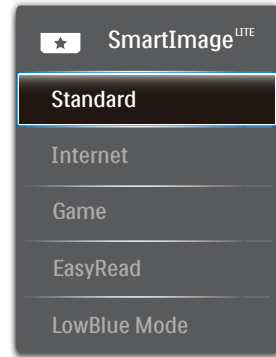 SmartImage LITE
Standard
Internet
Game
EasyRead
LowBlue Mode